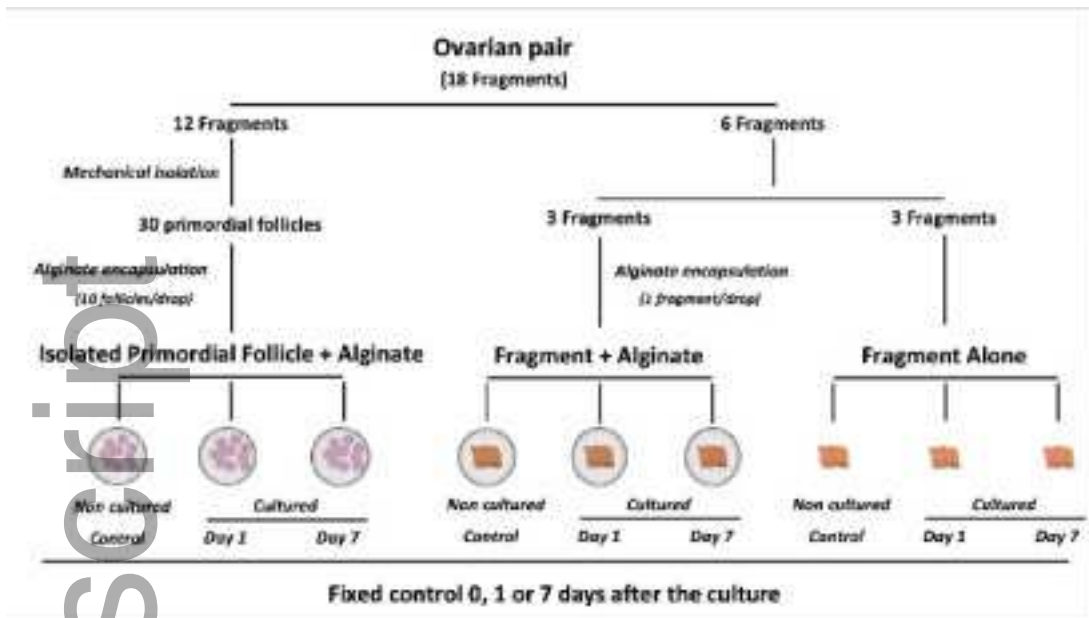 Ovarian pair
(18 Fragments)
12 Fragments
6 Fragments
Mechanical isolation
30 primordial follicles
3 Fragments
3 Fragments
Alginate encapsulation
(10 follicles/drop)
Alginate encapsulation
(1 fragment/drop)
Isolated Primordial Follicle + Alginate
Fragment + Alginate
Fragment Alone
Non cultured
Cultured
Non cultured
Cultured
Non cultured
Cultured
Control
Day 1
Day 7
Control
Day 1
Day 7
Control
Day 1
Day 7
Fixed control 0, 1 or 7 days after the culture
script